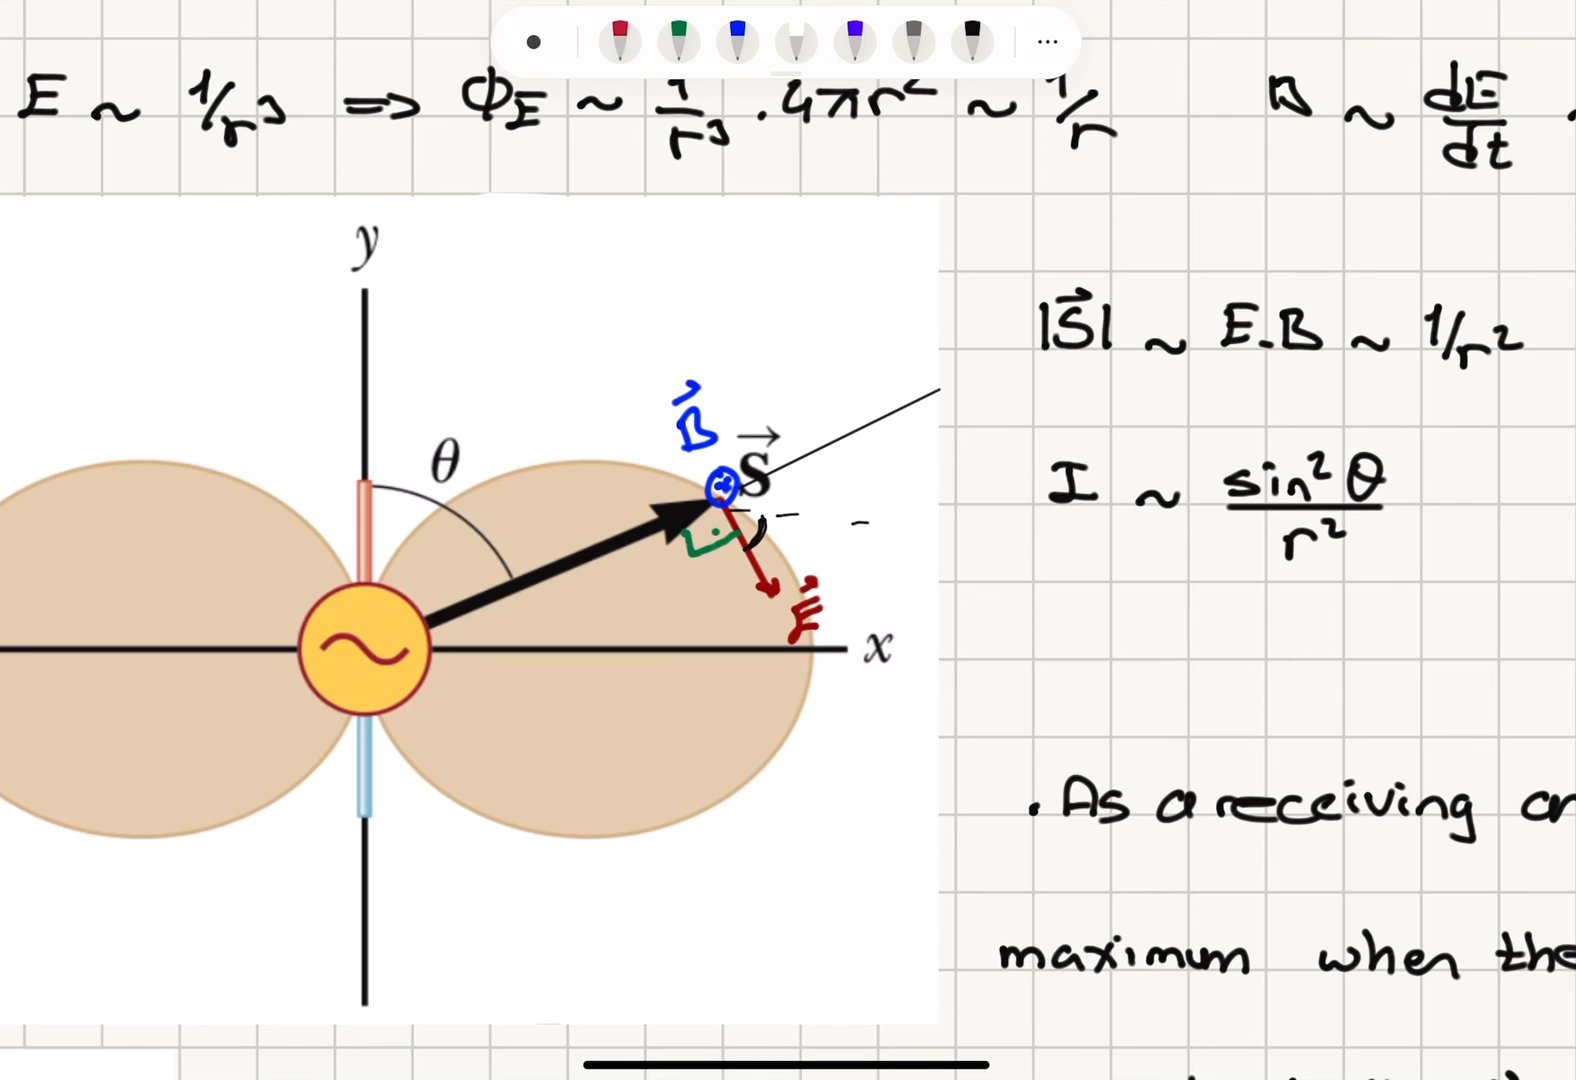 E ~ 1/r³ => Φ_E ~ 1/r³ . 4πr² ~ 1/r B ~ dE/dt
y
|S⃗| ~ E.B ~ 1/r²
B⃗
θ
S⃗
I ~ sin²θ/r²
E⃗
x
. As a receiving
maximum when the